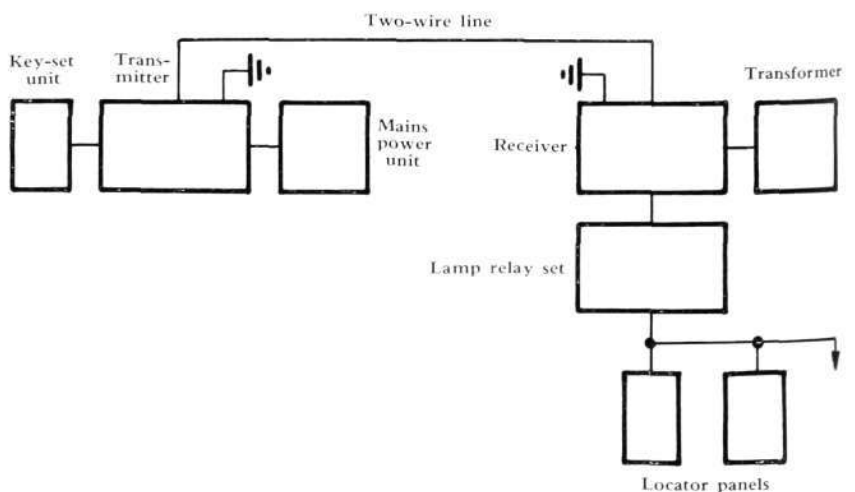 Two-wire line
Key-set
unit
Trans-
mitter
Transformer
Mains
power
unit
Receiver
Lamp relay set
Locator panels